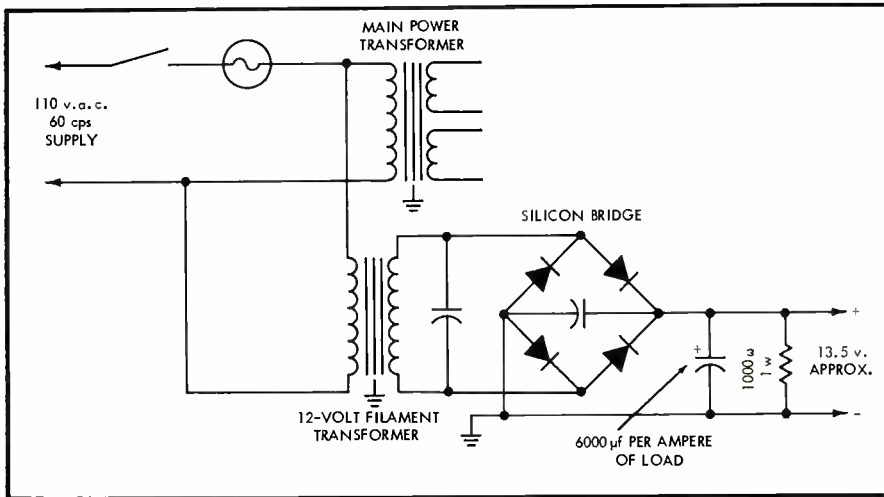 MAIN POWER
TRANSFORMER
110 v.a.c.
60 cps
SUPPLY
SILICON BRIDGE
+
+
1000 ω
1 w
13.5 v.
APPROX.
-
12-VOLT FILAMENT
TRANSFORMER
6000 μf PER AMPERE
OF LOAD